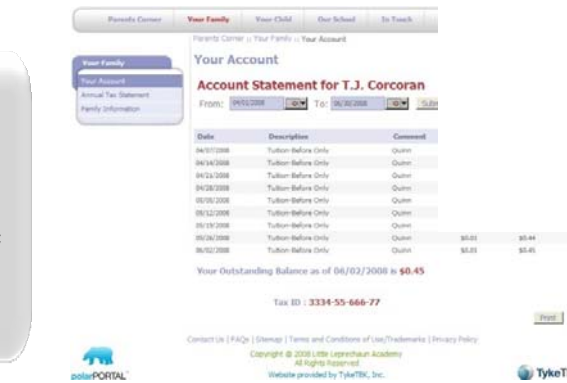 Parents Corner Your Family Your Child Our School In Touch
Parents Corner :: Your Family :: Your Account
Your Family
Your Account
Annual Tax Statement
Family Information
Your Account
Account Statement for T.J. Corcoran
From: 04/01/2008 To: 06/30/2008
Date Description Comment
04/07/2008 Tuition-Before Only Quinn
04/14/2008 Tuition-Before Only Quinn
04/21/2008 Tuition-Before Only Quinn
04/28/2008 Tuition-Before Only Quinn
05/05/2008 Tuition-Before Only Quinn
05/12/2008 Tuition-Before Only Quinn
05/19/2008 Tuition-Before Only Quinn
05/26/2008 Tuition-Before Only Quinn $0.01 $0.44
06/02/2008 Tuition-Before Only Quinn $0.01 $0.45
Your Outstanding Balance as of 06/02/2008 is $0.45
Tax ID : 3334-55-666-77
Print
Contact Us | FAQs | Sitemap | Terms and Conditions of Use/Trademarks | Privacy Policy
Copyright @ 2008 Little Leprechaun Academy
All Rights Reserved
Website provided by TykeTEK, Inc.
polarPORTAL
TykeT